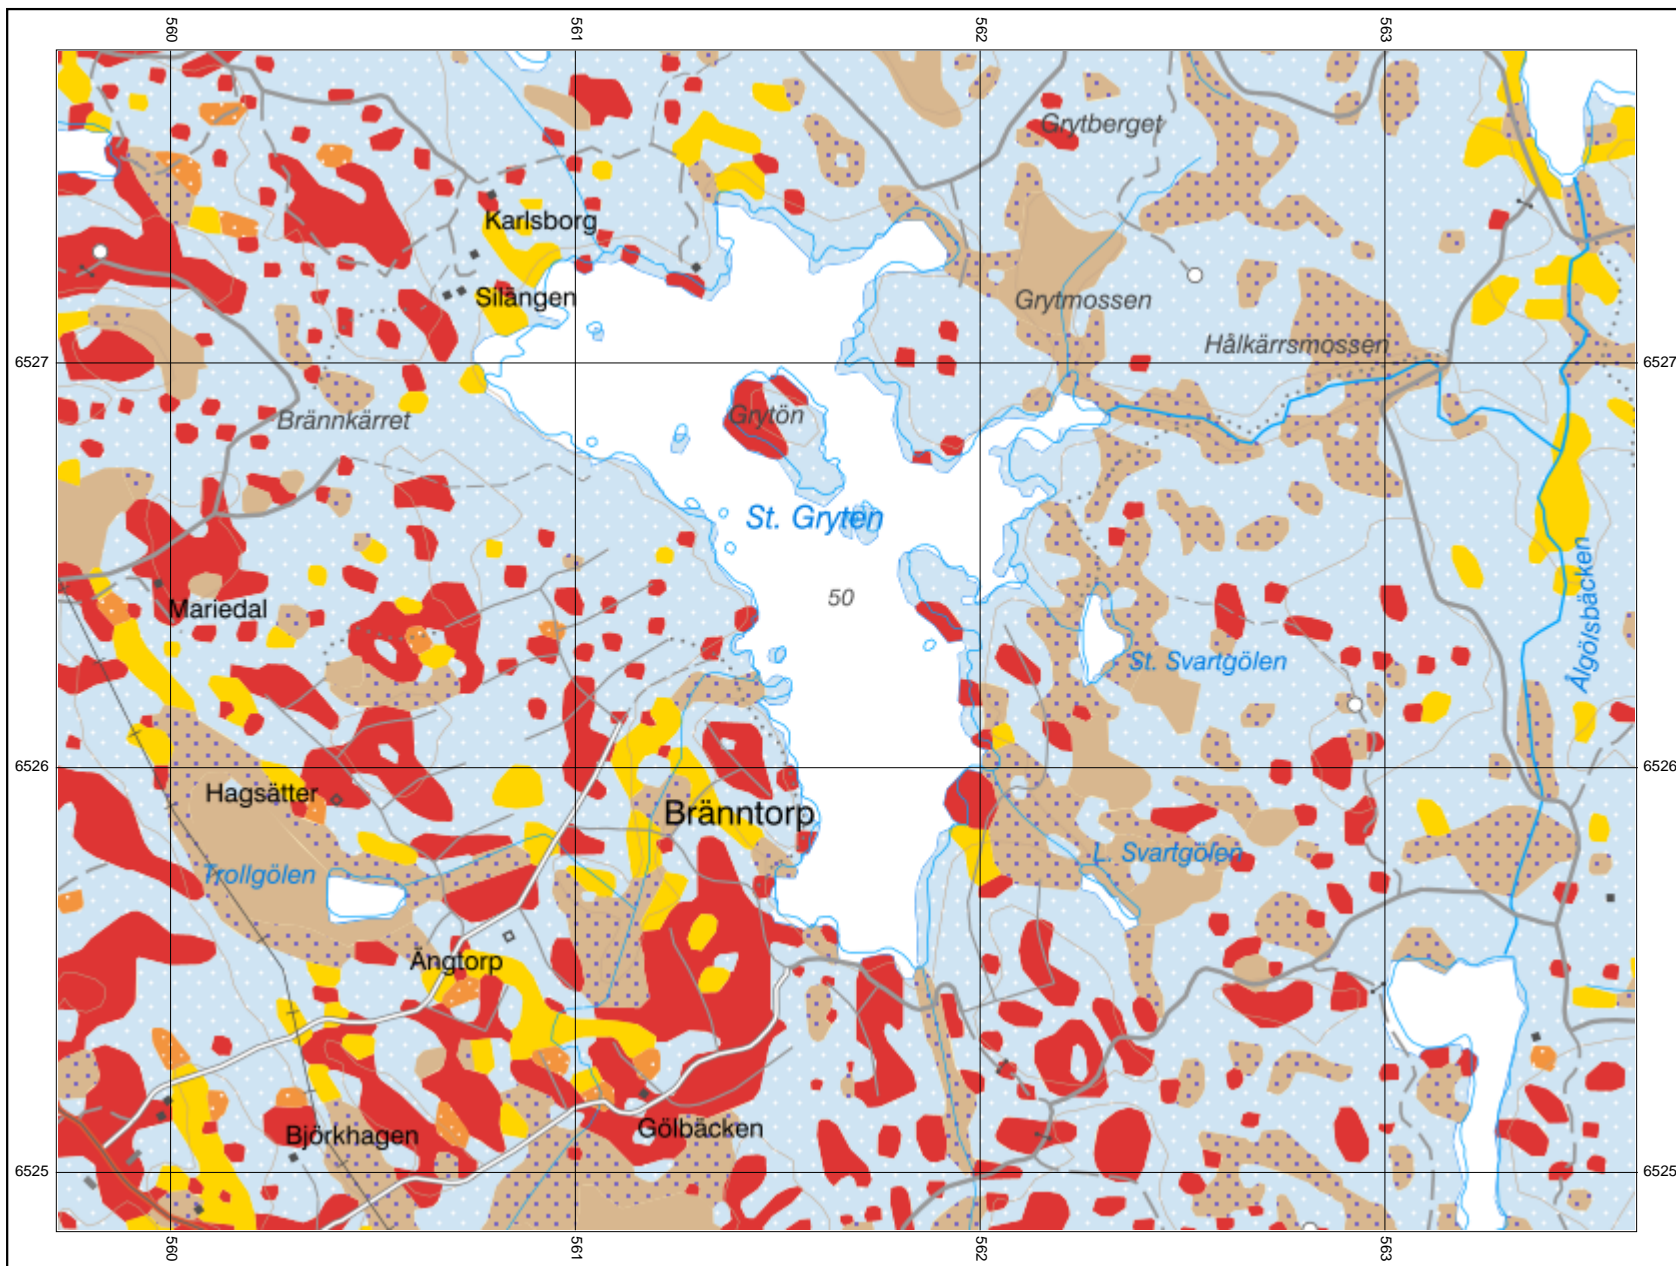 560
561
562
563
Grytberget
Karlsborg
Silängen
Grytmossen
Hålkärrsmossen
6527
6527
Grytön
Brännkärret
St. Gryten
50
Mariedal
Ålgölsbäcken
St. Svartgölen
6526
6526
Hagsätter
Bränntorp
L. Svartgölen
Trollgölen
Ängtorp
Björkhagen
Gölbäcken
6525
6525
560
561
562
563